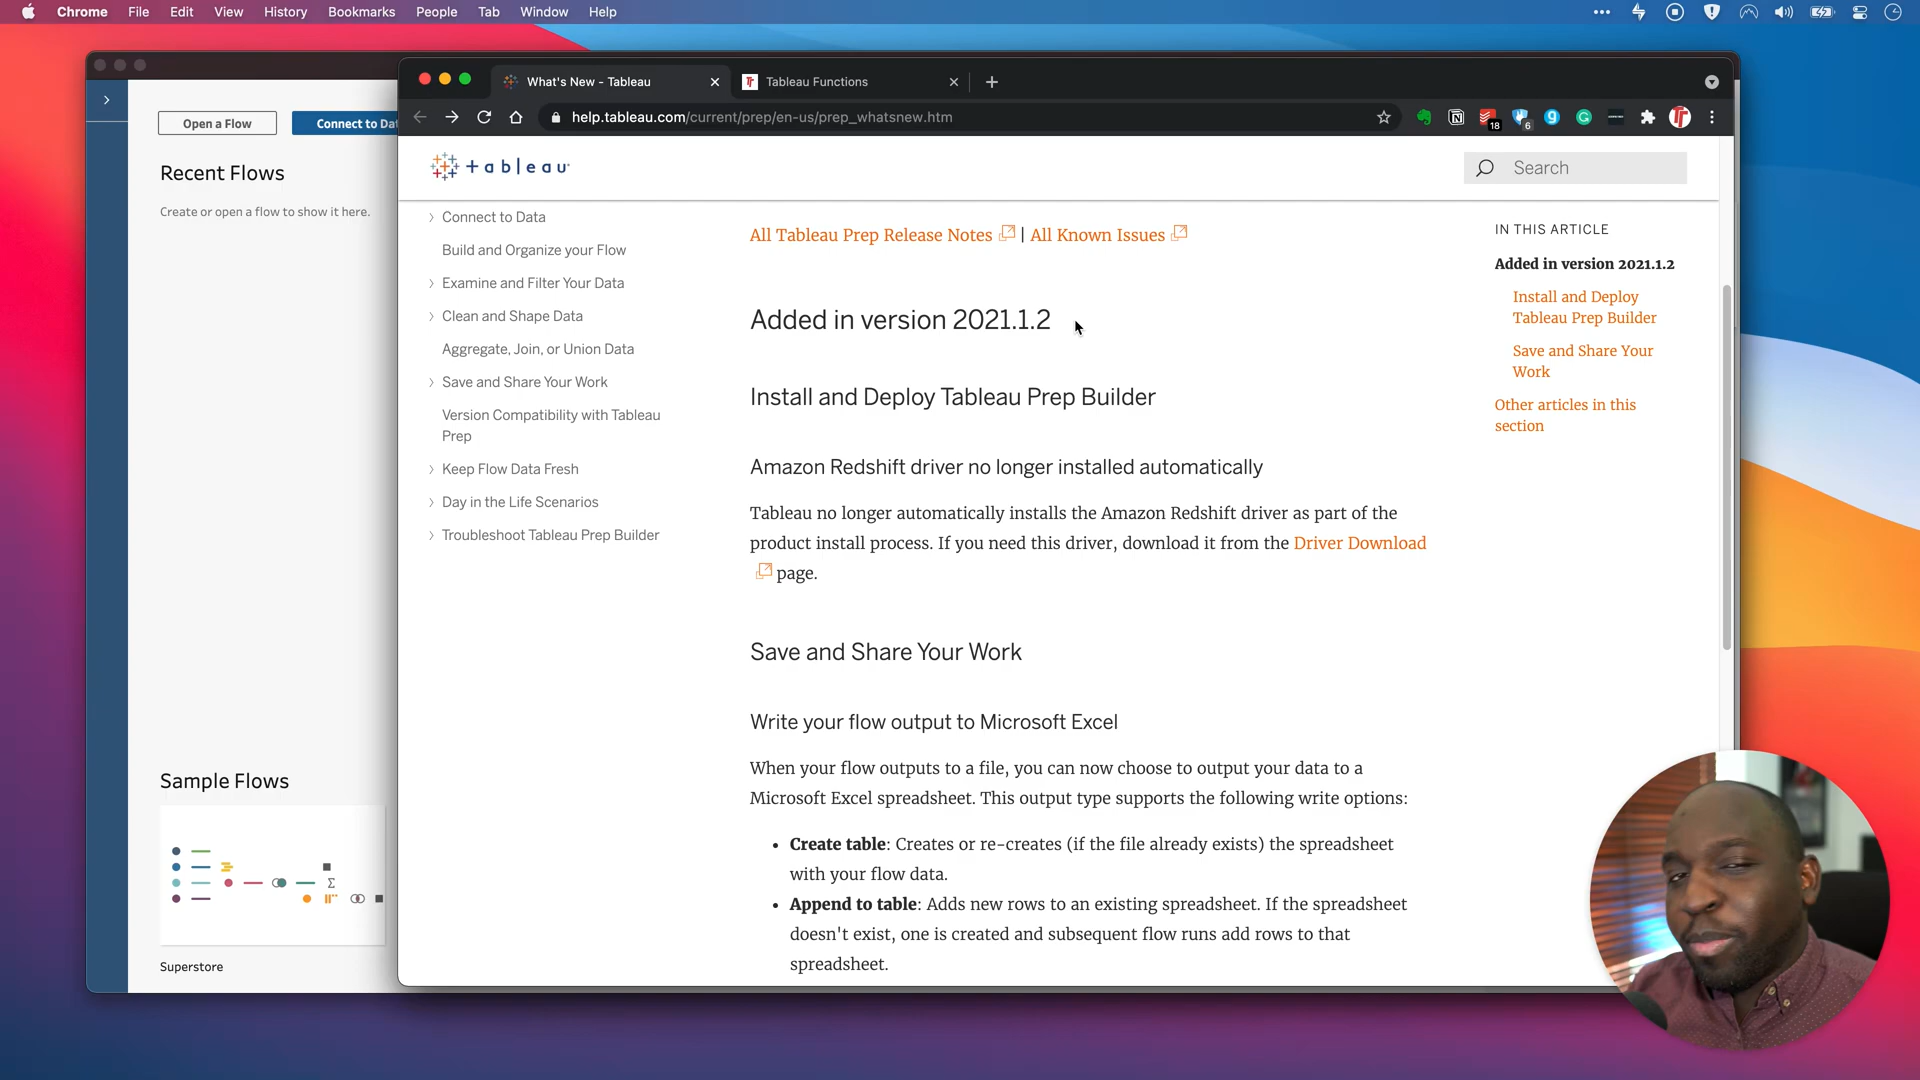 Chrome File Edit View History Bookmarks People Tab Window Help
What's New - Tableau
Tableau Functions
help.tableau.com/current/prep/en-us/prep_whatsnew.htm
18
6
Open a Flow
Connect to Dat
Recent Flows
Create or open a flow to show it here.
Sample Flows
Superstore
+ a b | e a u
Search
Connect to Data
Build and Organize your Flow
Examine and Filter Your Data
Clean and Shape Data
Aggregate, Join, or Union Data
Save and Share Your Work
Version Compatibility with Tableau
Prep
Keep Flow Data Fresh
Day in the Life Scenarios
Troubleshoot Tableau Prep Builder
All Tableau Prep Release Notes | All Known Issues
Added in version 2021.1.2
Install and Deploy Tableau Prep Builder
Amazon Redshift driver no longer installed automatically
Tableau no longer automatically installs the Amazon Redshift driver as part of the
product install process. If you need this driver, download it from the Driver Download
page.
Save and Share Your Work
Write your flow output to Microsoft Excel
When your flow outputs to a file, you can now choose to output your data to a
Microsoft Excel spreadsheet. This output type supports the following write options:
• Create table: Creates or re-creates (if the file already exists) the spreadsheet
with your flow data.
• Append to table: Adds new rows to an existing spreadsheet. If the spreadsheet
doesn't exist, one is created and subsequent flow runs add rows to that
spreadsheet.
IN THIS ARTICLE
Added in version 2021.1.2
Install and Deploy
Tableau Prep Builder
Save and Share Your
Work
Other articles in this
section